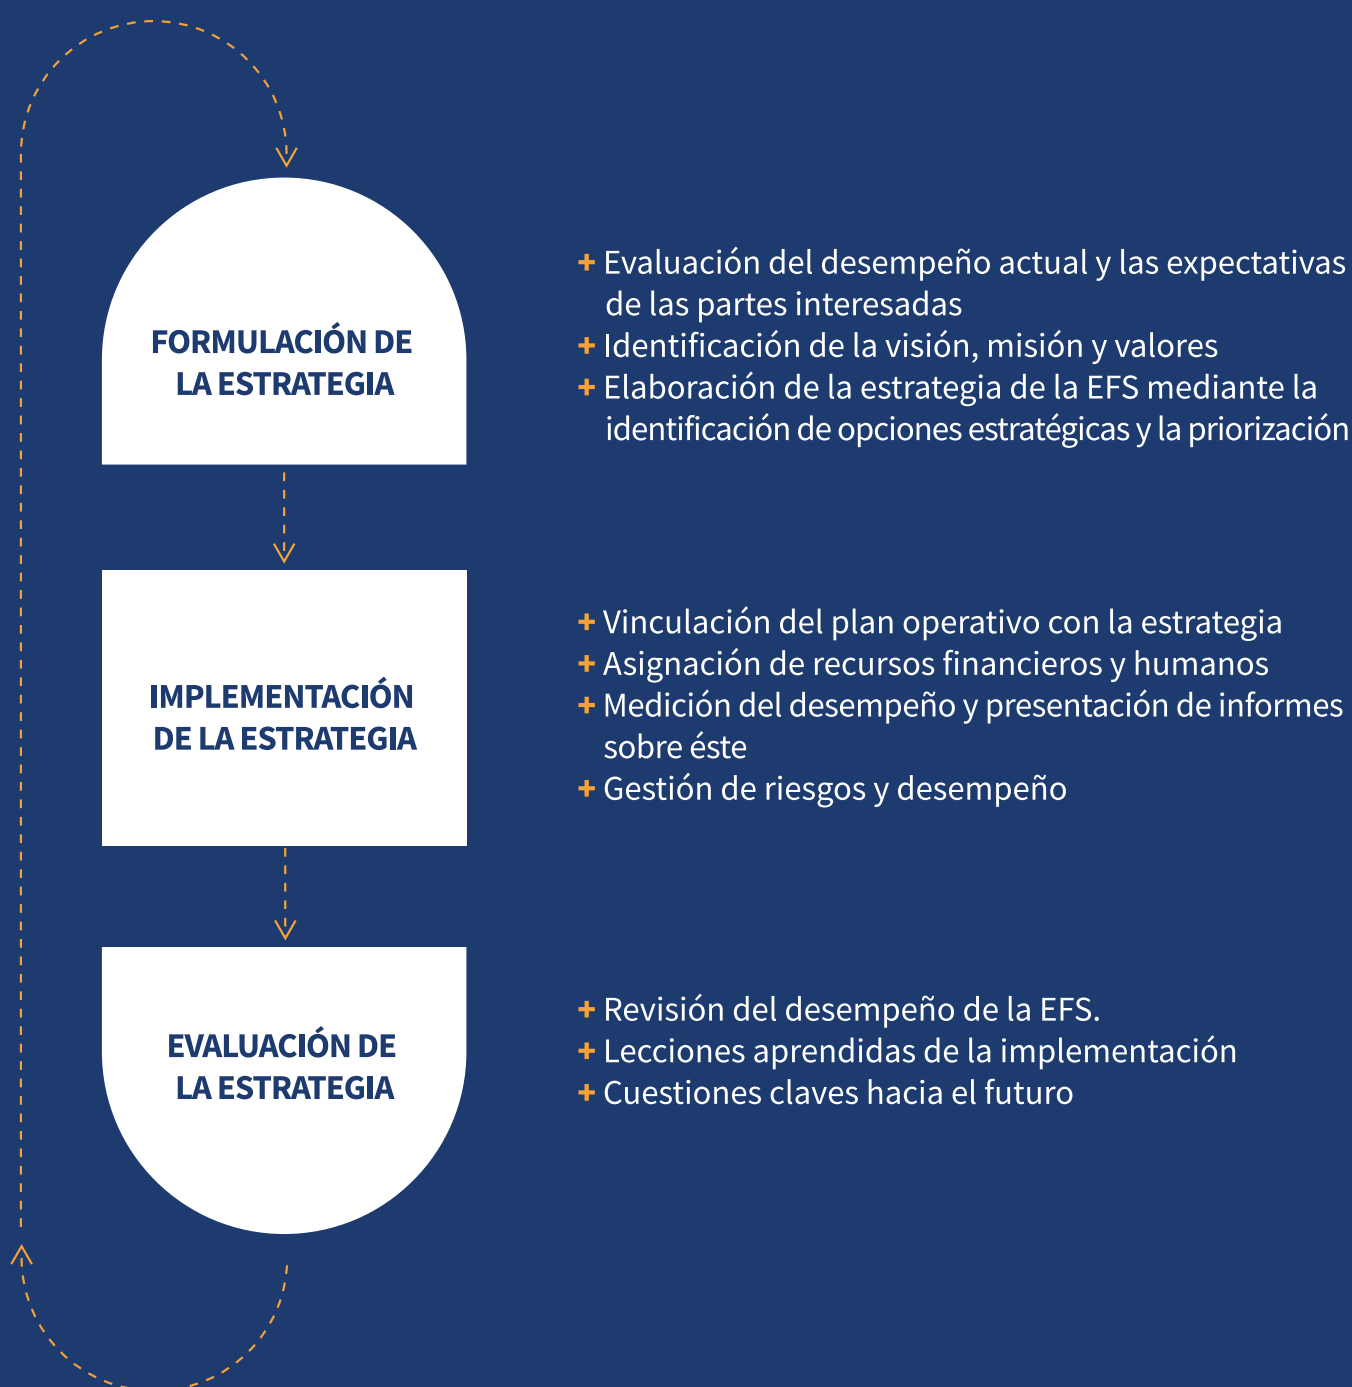 FORMULACIÓN DE
LA ESTRATEGIA
+ Evaluación del desempeño actual y las expectativas
de las partes interesadas
+ Identificación de la visión, misión y valores
+ Elaboración de la estrategia de la EFS mediante la
identificación de opciones estratégicas y la priorización
IMPLEMENTACIÓN
DE LA ESTRATEGIA
+ Vinculación del plan operativo con la estrategia
+ Asignación de recursos financieros y humanos
+ Medición del desempeño y presentación de informes
sobre éste
+ Gestión de riesgos y desempeño
EVALUACIÓN DE
LA ESTRATEGIA
+ Revisión del desempeño de la EFS.
+ Lecciones aprendidas de la implementación
+ Cuestiones claves hacia el futuro